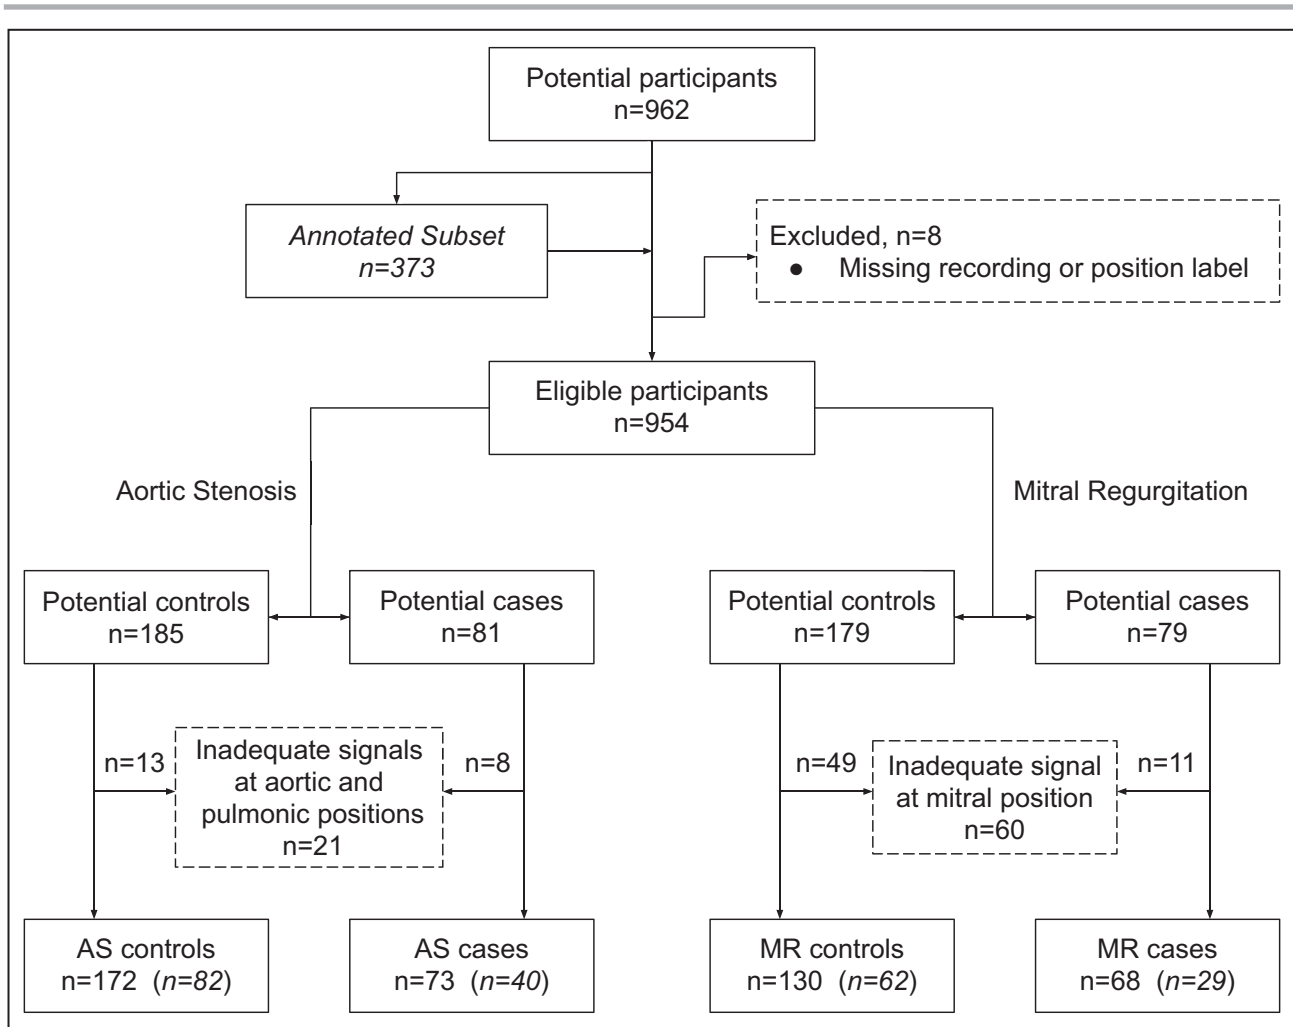 Potential participants
n=962
Annotated Subset
n=373
Excluded, n=8
● Missing recording or position label
Eligible participants
n=954
Aortic Stenosis
Mitral Regurgitation
Potential controls
n=185
Potential cases
n=81
Potential controls
n=179
Potential cases
n=79
n=13
Inadequate signals
at aortic and
pulmonic positions
n=21
n=8
n=49
Inadequate signal
at mitral position
n=60
n=11
AS controls
n=172 (n=82)
AS cases
n=73 (n=40)
MR controls
n=130 (n=62)
MR cases
n=68 (n=29)